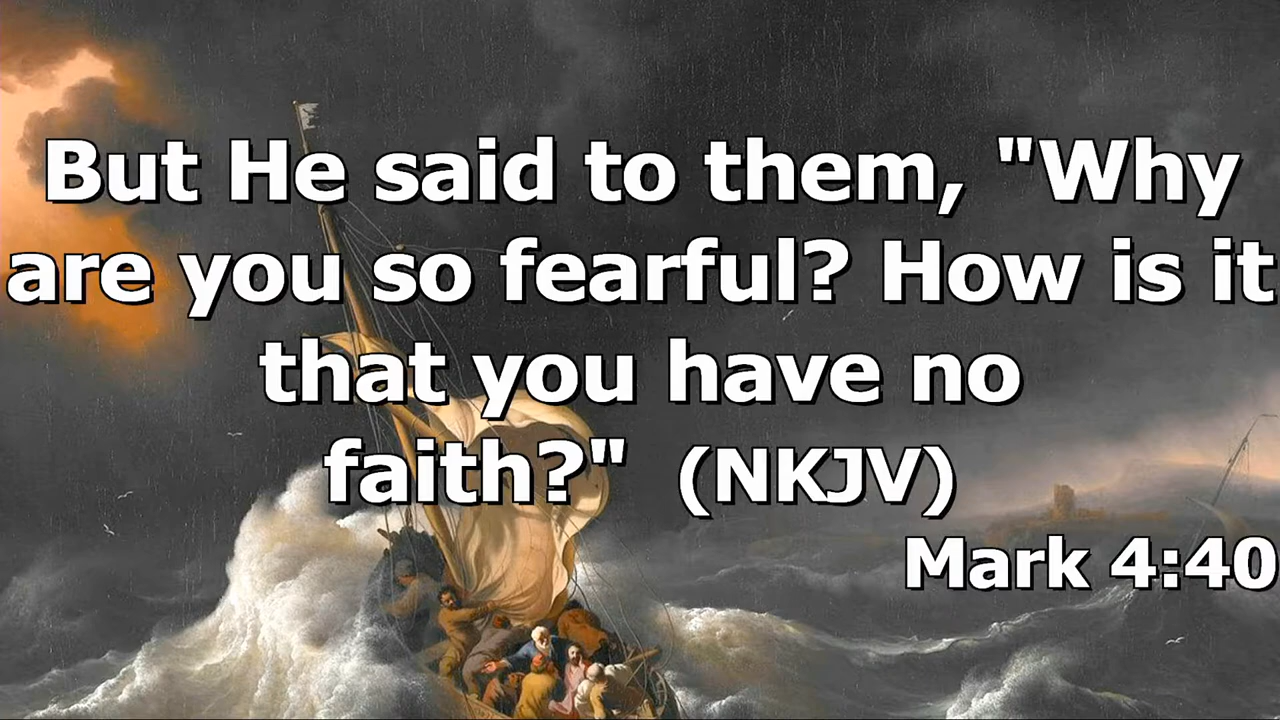 But He said to them, "Why
are you so fearful? How is it
that you have no
faith?" (NKJV)
Mark 4:40